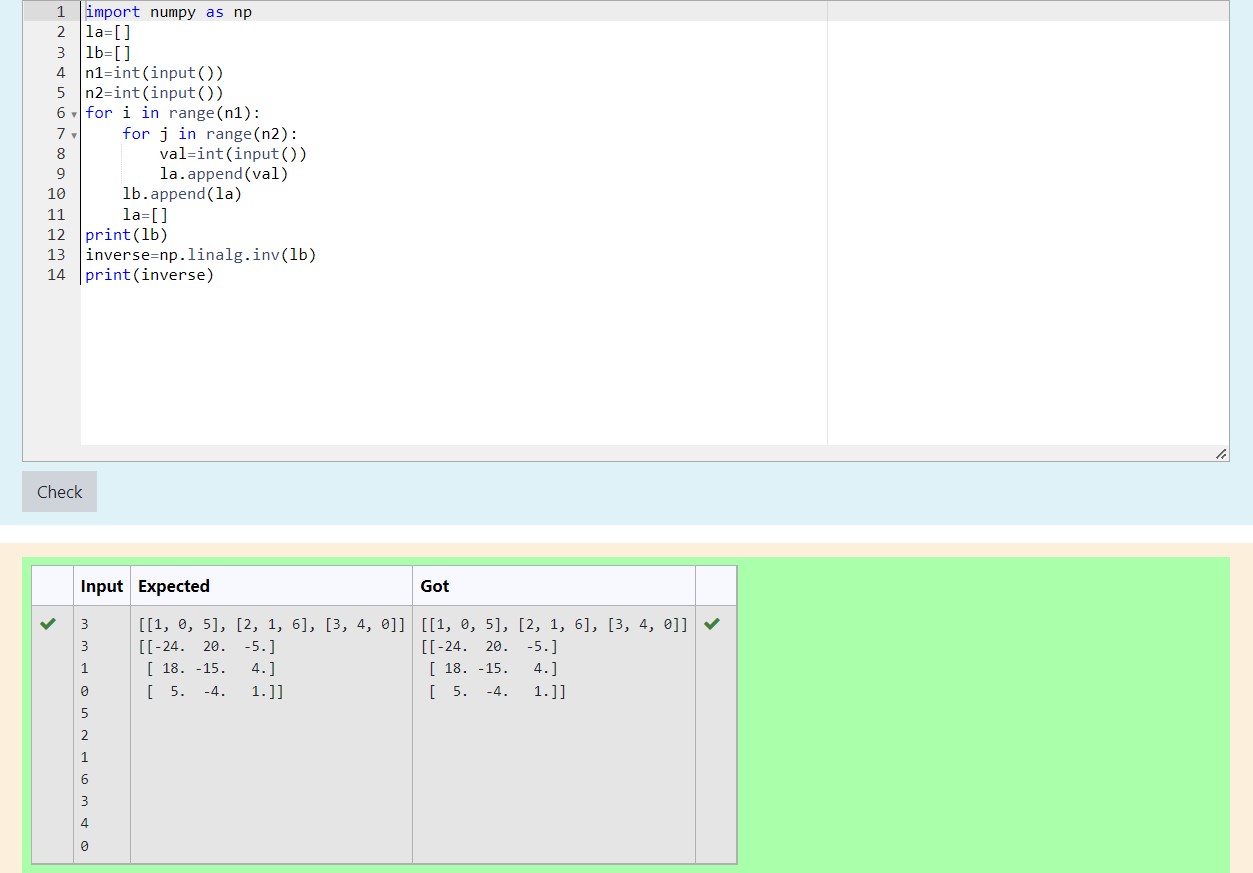 1 import numpy as np
2 la=[]
3 lb=[]
4 n1=int(input())
5 n2=int(input())
6 for i in range(n1):
7     for j in range(n2):
8         val=int(input())
9         la.append(val)
10     lb.append(la)
11     la=[]
12 print(lb)
13 inverse=np.linalg.inv(lb)
14 print(inverse)
Check
Input Expected Got
3 [[1, 0, 5], [2, 1, 6], [3, 4, 0]] [[1, 0, 5], [2, 1, 6], [3, 4, 0]]
3 [[-24.  20.  -5.] [[-24.  20.  -5.]
1  [ 18. -15.   4.]  [ 18. -15.   4.]
0  [  5.  -4.   1.]]  [  5.  -4.   1.]]
5
2
1
6
3
4
0